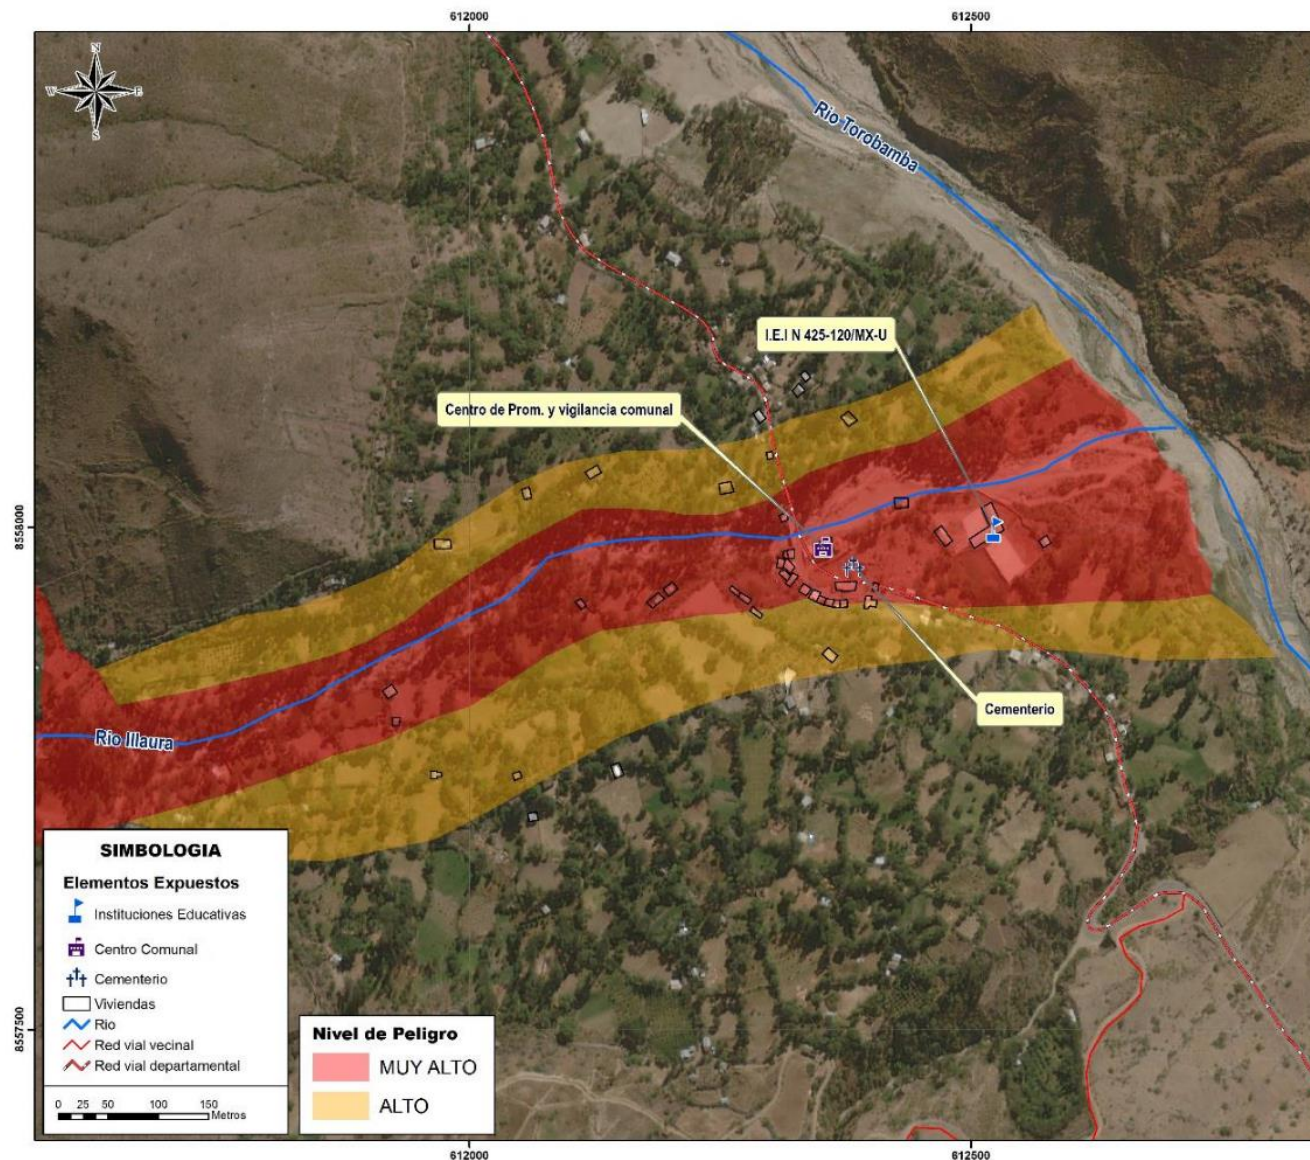 612000
612500
N
W
E
S
Rio Torobamba
I.E.I N 425-120/MX-U
Centro de Prom. y vigilancia comunal
8558000
Cementerio
Rio Illaura
SIMBOLOGIA
Elementos Expuestos
Instituciones Educativas
Centro Comunal
Cementerio
Viviendas
Rio
Red vial vecinal
Red vial departamental
0 25 50 100 150
Metros
Nivel de Peligro
MUY ALTO
ALTO
8557500
612000
612500